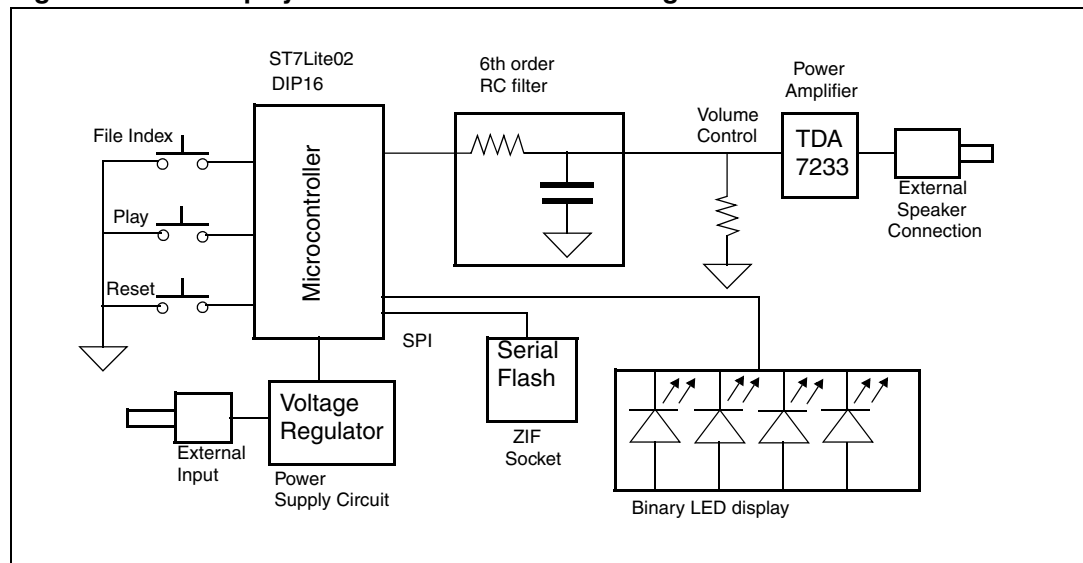 ST7Lite02
DIP16
6th order
RC filter
Power
Amplifier
File Index
Volume
Control
Microcontroller
TDA
7233
Play
External
Speaker
Connection
Reset
SPI
Serial
Flash
Voltage
Regulator
External
Input
ZIF
Socket
Power
Supply Circuit
Binary LED display